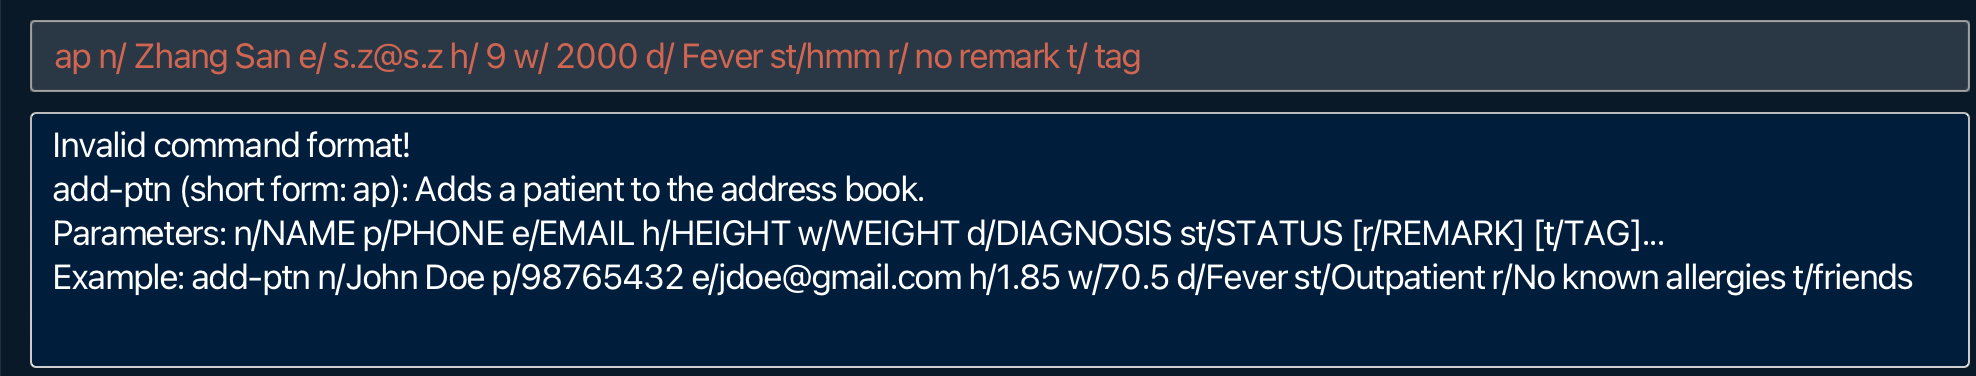 ap n/ Zhang San e/ s.z@s.z h/ 9 w/ 2000 d/ Fever st/hmm r/ no remark t/ tag
Invalid command format!
add-ptn (short form: ap): Adds a patient to the address book.
Parameters: n/NAME p/PHONE e/EMAIL h/HEIGHT w/WEIGHT d/DIAGNOSIS st/STATUS [r/REMARK] [t/TAG]...
Example: add-ptn n/John Doe p/98765432 e/jdoe@gmail.com h/1.85 w/70.5 d/Fever st/Outpatient r/No known allergies t/friends